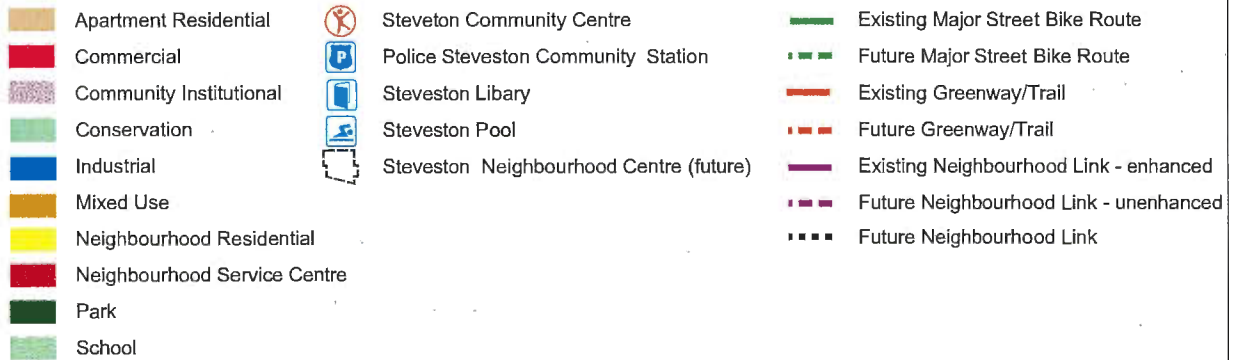 Apartment Residential
Commercial
Community Institutional
Conservation
Industrial
Mixed Use
Neighbourhood Residential
Neighbourhood Service Centre
Park
School
Steveton Community Centre
P
Police Steveston Community Station
Steveston Libary
Steveston Pool
Steveston Neighbourhood Centre (future)
Existing Major Street Bike Route
Future Major Street Bike Route
Existing Greenway/Trail
Future Greenway/Trail
Existing Neighbourhood Link - enhanced
Future Neighbourhood Link - unenhanced
Future Neighbourhood Link